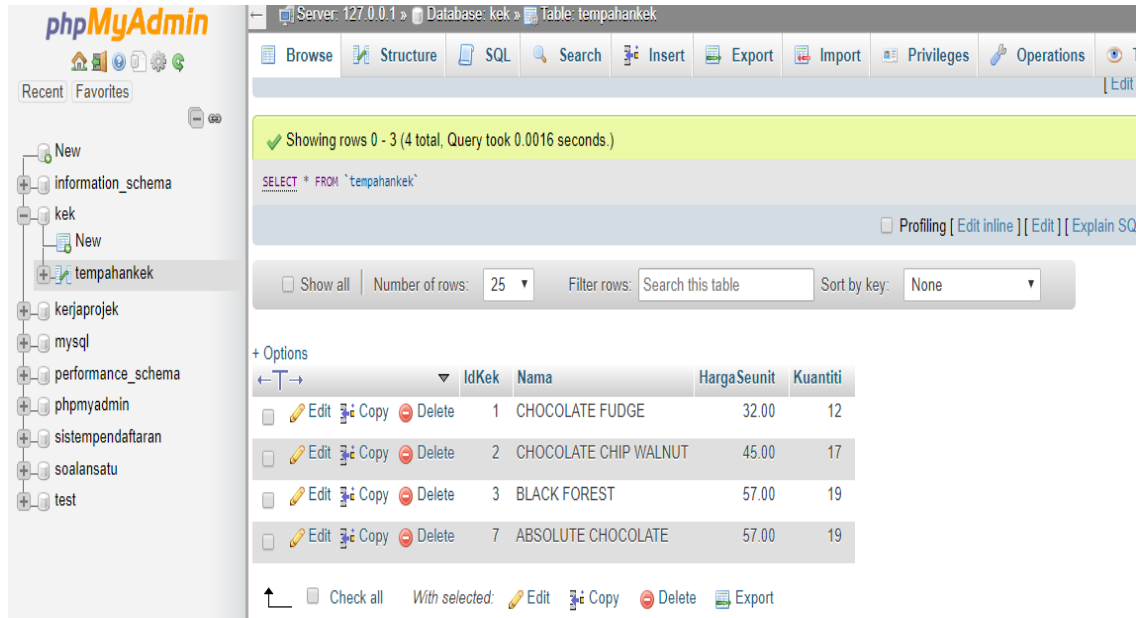 phpMyAdmin
Recent Favorites
New
information_schema
kek
New
tempahankek
kerjaprojek
mysql
performance_schema
phpmyadmin
sistempendaftaran
soalansatu
test
Server: 127.0.0.1 » Database: kek » Table: tempahankek
Browse Structure SQL Search Insert Export Import Privileges Operations T
[ Edit
Showing rows 0 - 3 (4 total, Query took 0.0016 seconds.)
SELECT * FROM `tempahankek`
Profiling [ Edit inline ] [ Edit ] [ Explain SQ
Show all Number of rows: 25 Filter rows: Search this table Sort by key: None
+ Options
←T→ IdKek Nama HargaSeunit Kuantiti
Edit Copy Delete 1 CHOCOLATE FUDGE 32.00 12
Edit Copy Delete 2 CHOCOLATE CHIP WALNUT 45.00 17
Edit Copy Delete 3 BLACK FOREST 57.00 19
Edit Copy Delete 7 ABSOLUTE CHOCOLATE 57.00 19
Check all With selected: Edit Copy Delete Export